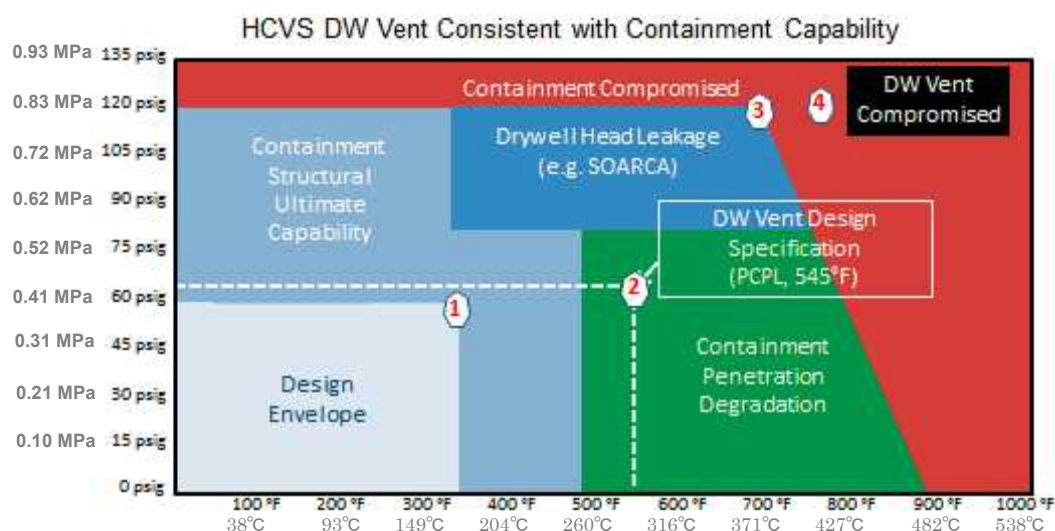 HCVS DW Vent Consistent with Containment Capability
0.93 MPa 135 psig
0.83 MPa 120 psig
0.72 MPa 105 psig
0.62 MPa 90 psig
0.52 MPa 75 psig
0.41 MPa 60 psig
0.31 MPa 45 psig
0.21 MPa 30 psig
0.10 MPa 15 psig
0 psig
Containment Compromised
3
4
DW Vent
Compromised
Containment
Structural
Ultimate
Capability
Drywell Head Leakage
(e.g. SOARCA)
DW Vent Design
Specification
(PCPL, 545°F)
2
1
Design
Envelope
Containment
Penetration
Degradation
100 °F 200 °F 300 °F 400 °F 500 °F 600 °F 700 °F 800 °F 900 °F 1000 °F
38°C 93°C 149°C 204°C 260°C 316°C 371°C 427°C 482°C 538°C